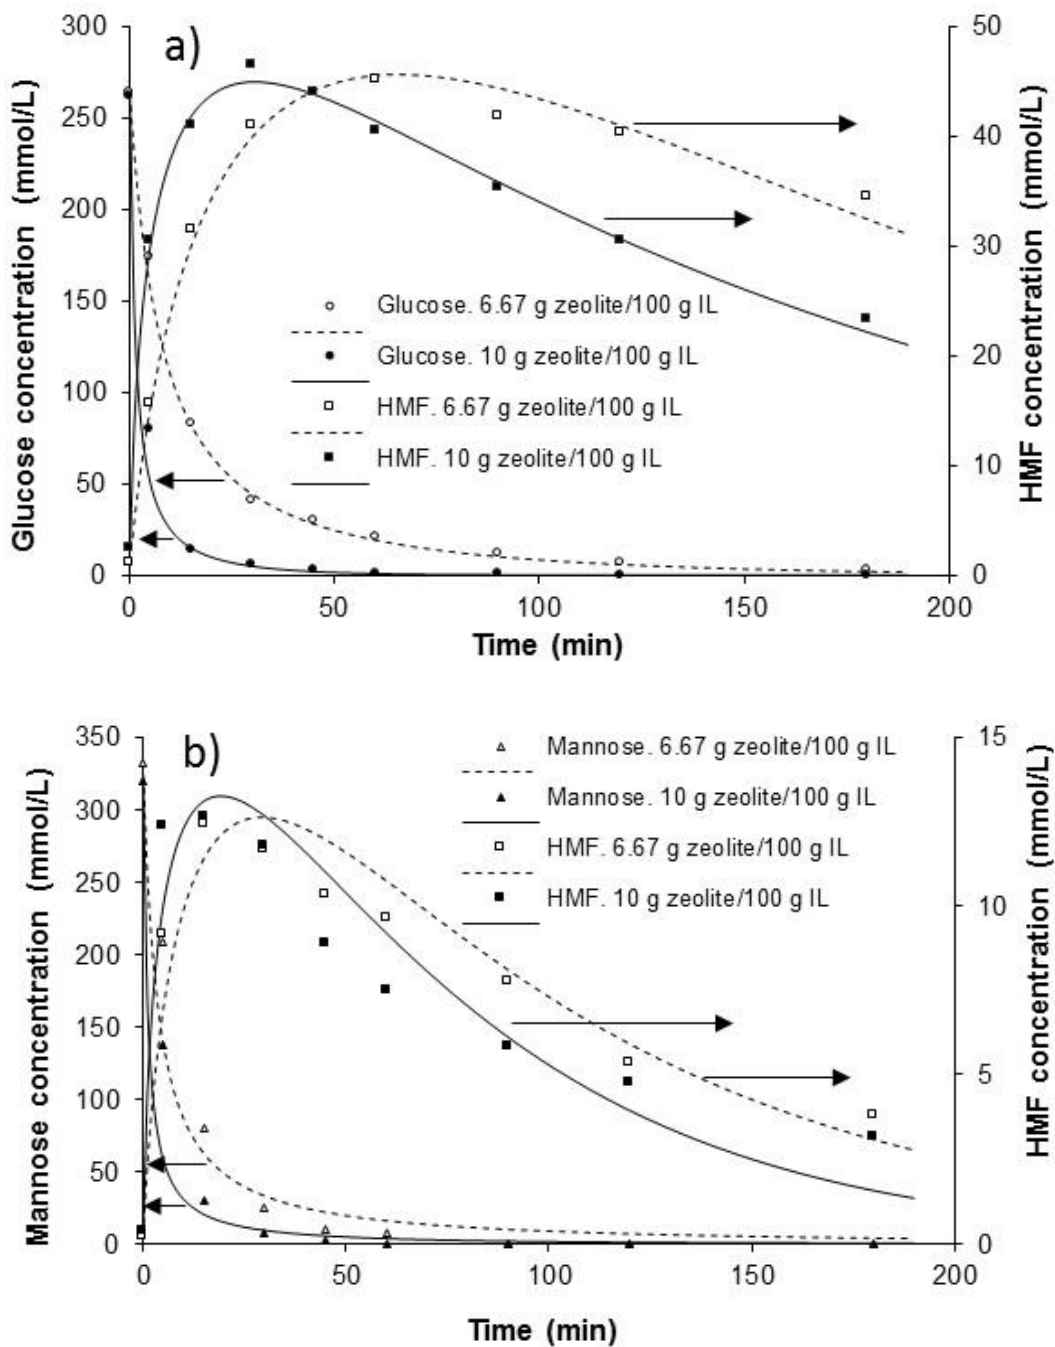 a)
300
250
200
150
100
50
0
Glucose concentration (mmol/L)
50
40
30
20
10
0
HMF concentration (mmol/L)
Glucose. 6.67 g zeolite/100 g IL
Glucose. 10 g zeolite/100 g IL
HMF. 6.67 g zeolite/100 g IL
HMF. 10 g zeolite/100 g IL
0 50 100 150 200
Time (min)
b)
350
300
250
200
150
100
50
0
Mannose concentration (mmol/L)
15
10
5
0
HMF concentration (mmol/L)
Mannose. 6.67 g zeolite/100 g IL
Mannose. 10 g zeolite/100 g IL
HMF. 6.67 g zeolite/100 g IL
HMF. 10 g zeolite/100 g IL
0 50 100 150 200
Time (min)